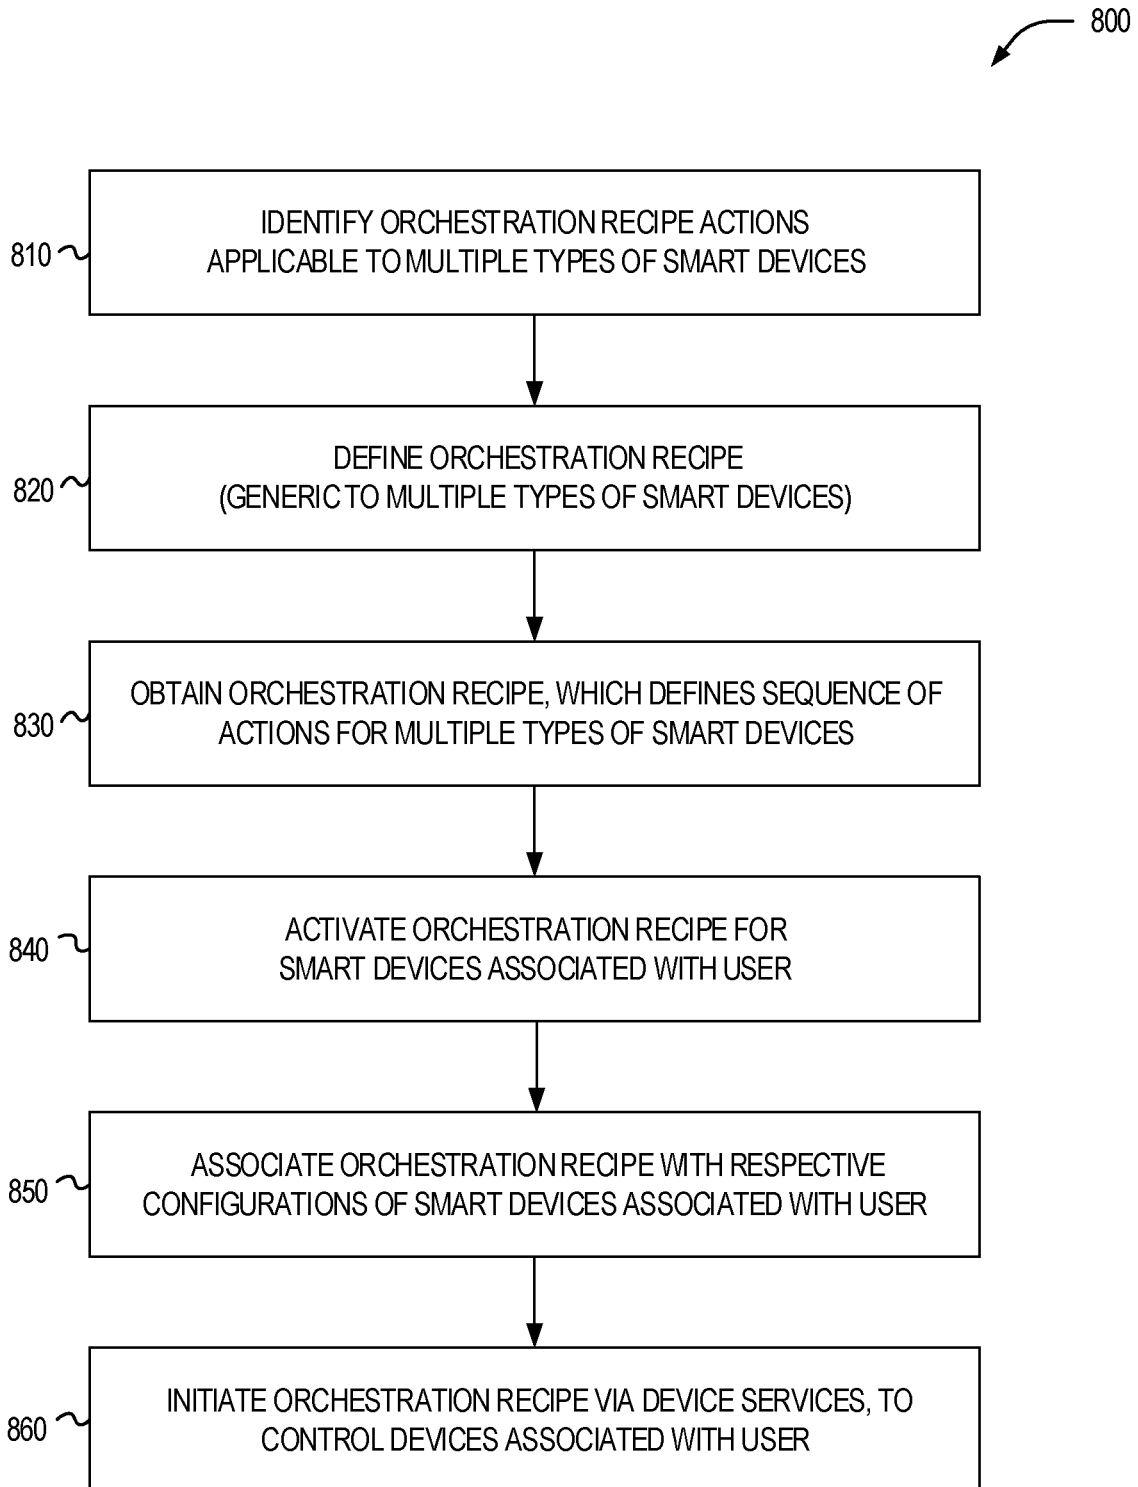 800
810
IDENTIFY ORCHESTRATION RECIPE ACTIONS
APPLICABLE TO MULTIPLE TYPES OF SMART DEVICES
820
DEFINE ORCHESTRATION RECIPE
(GENERIC TO MULTIPLE TYPES OF SMART DEVICES)
830
OBTAIN ORCHESTRATION RECIPE, WHICH DEFINES SEQUENCE OF
ACTIONS FOR MULTIPLE TYPES OF SMART DEVICES
840
ACTIVATE ORCHESTRATION RECIPE FOR
SMART DEVICES ASSOCIATED WITH USER
850
ASSOCIATE ORCHESTRATION RECIPE WITH RESPECTIVE
CONFIGURATIONS OF SMART DEVICES ASSOCIATED WITH USER
860
INITIATE ORCHESTRATION RECIPE VIA DEVICE SERVICES, TO
CONTROL DEVICES ASSOCIATED WITH USER